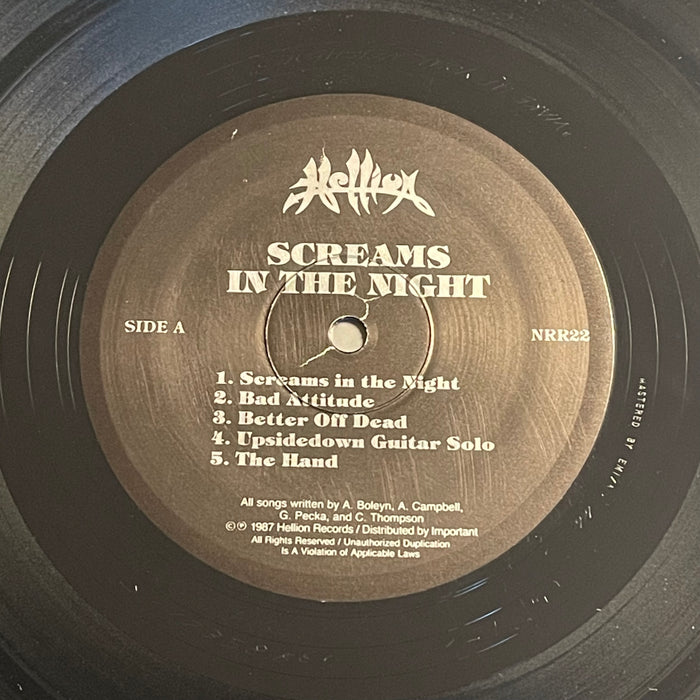 Hellion
SCREAMS
IN THE NIGHT
SIDE A
NRR22
1. Screams in the Night
2. Bad Attitude
3. Better Off Dead
4. Upsidedown Guitar Solo
5. The Hand
All songs written by A. Boleyn, A. Campbell,
G. Pecka, and C. Thompson
©℗ 1987 Hellion Records / Distributed by Important
All Rights Reserved / Unauthorized Duplication
Is A Violation of Applicable Laws
MASTERED BY